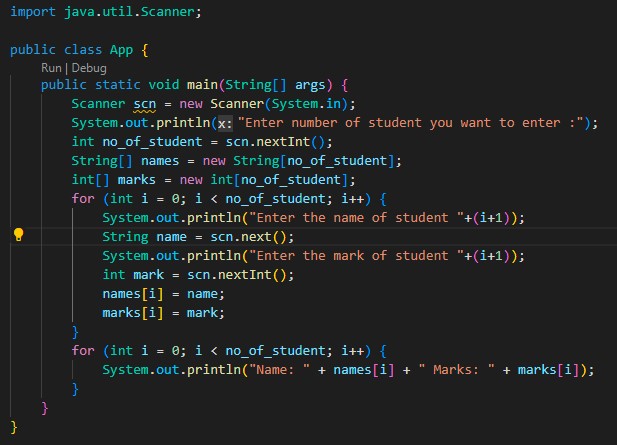 import java.util.Scanner;
public class App {
Run | Debug
public static void main(String[] args) {
Scanner scn = new Scanner(System.in);
System.out.println(x: "Enter number of student you want to enter :");
int no_of_student = scn.nextInt();
String[] names = new String[no_of_student];
int[] marks = new int[no_of_student];
for (int i = 0; i < no_of_student; i++) {
System.out.println("Enter the name of student "+(i+1));
String name = scn.next();
System.out.println("Enter the mark of student "+(i+1));
int mark = scn.nextInt();
names[i] = name;
marks[i] = mark;
}
for (int i = 0; i < no_of_student; i++) {
System.out.println("Name: " + names[i] + " Marks: " + marks[i]);
}
}
}